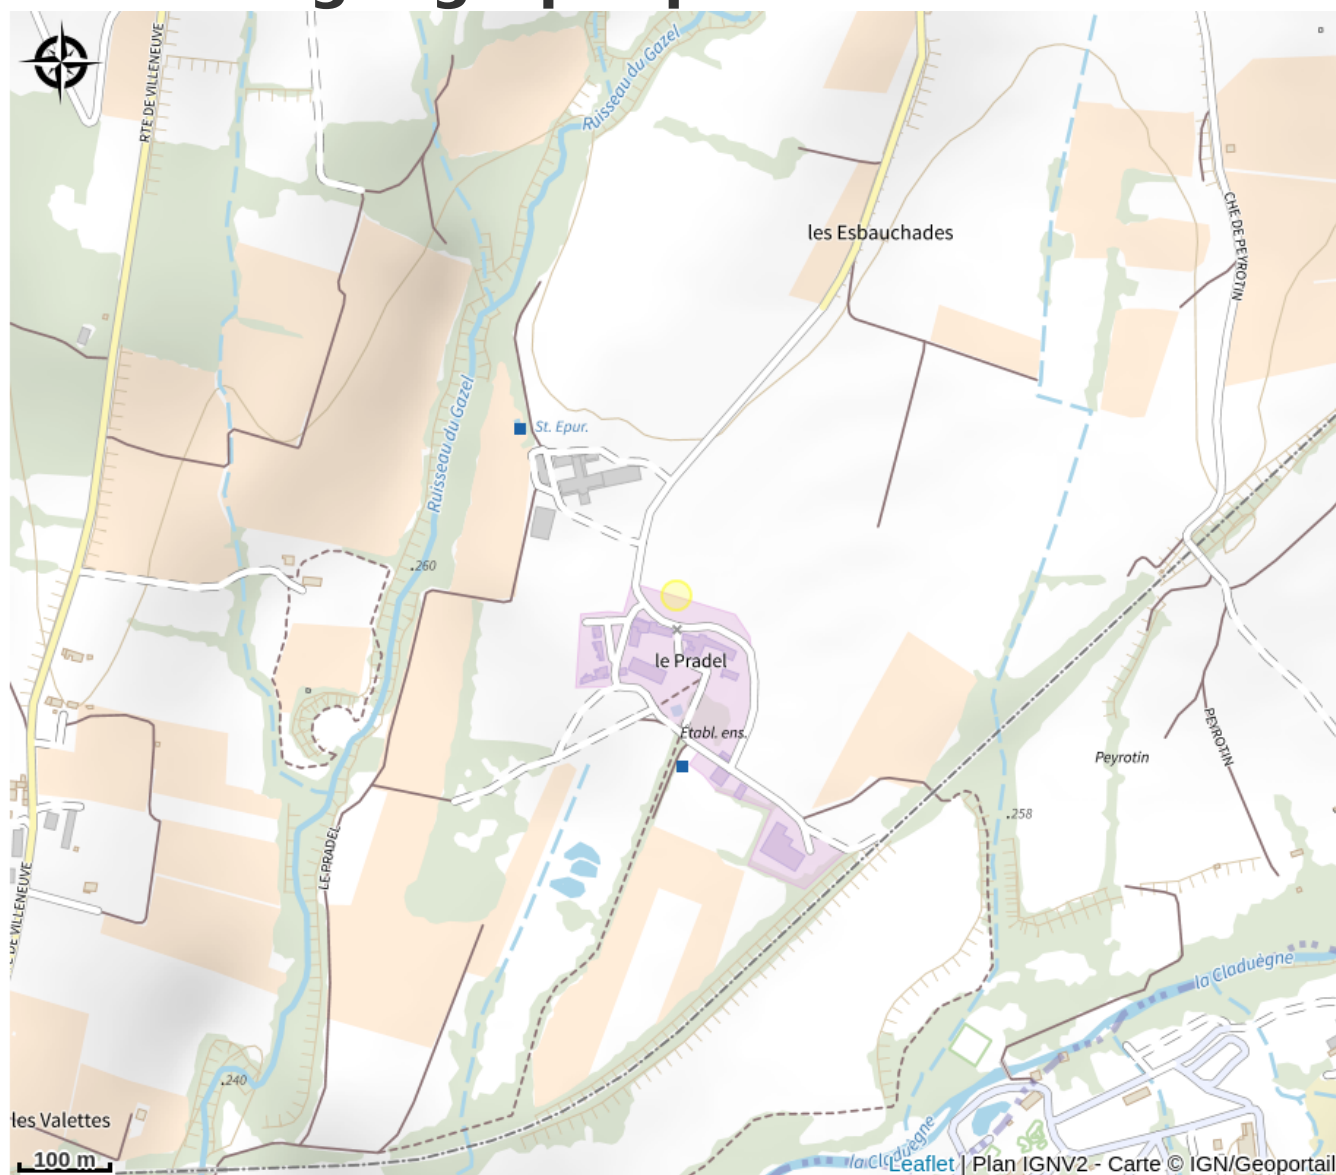 RTE DE VILLENEUVE
Ruisseau du Gazel
les Esbauchades
CHE DE PEYROTIN
Ruisseau du Gazel
St. Epur.
.260
le Pradel
Établ. ens.
Peyrotin
PEYROTIN
.258
LE PRADEL
DE VILLENEUVE
la Claduègne
.240
les Valettes
100 m
la Claduègne
Leaflet | Plan IGNV2 - Carte © IGN/Geoportail